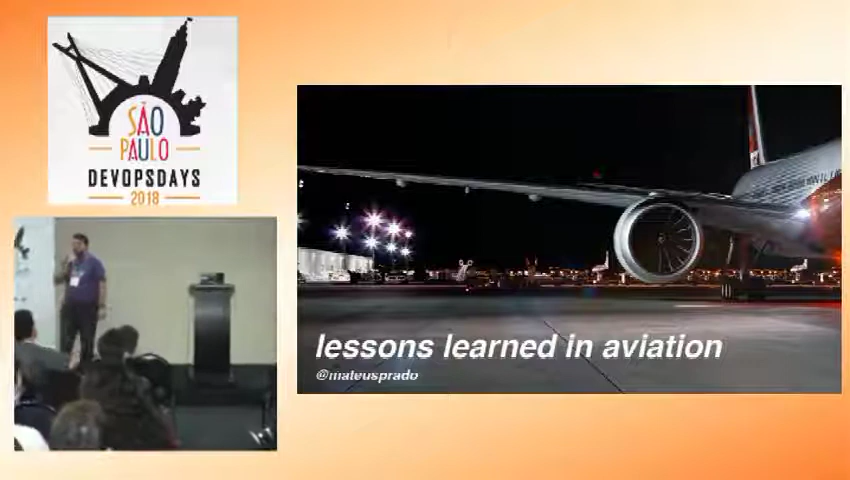 SÃO
PAULO
DEVOPSDAYS
2018
lessons learned in aviation
@mateusprado